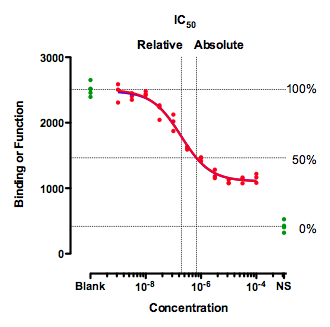 IC50
Relative Absolute
3000
100%
2000
50%
1000
0%
0
Blank 10-8 10-6 10-4 NS
Concentration
Binding or Function